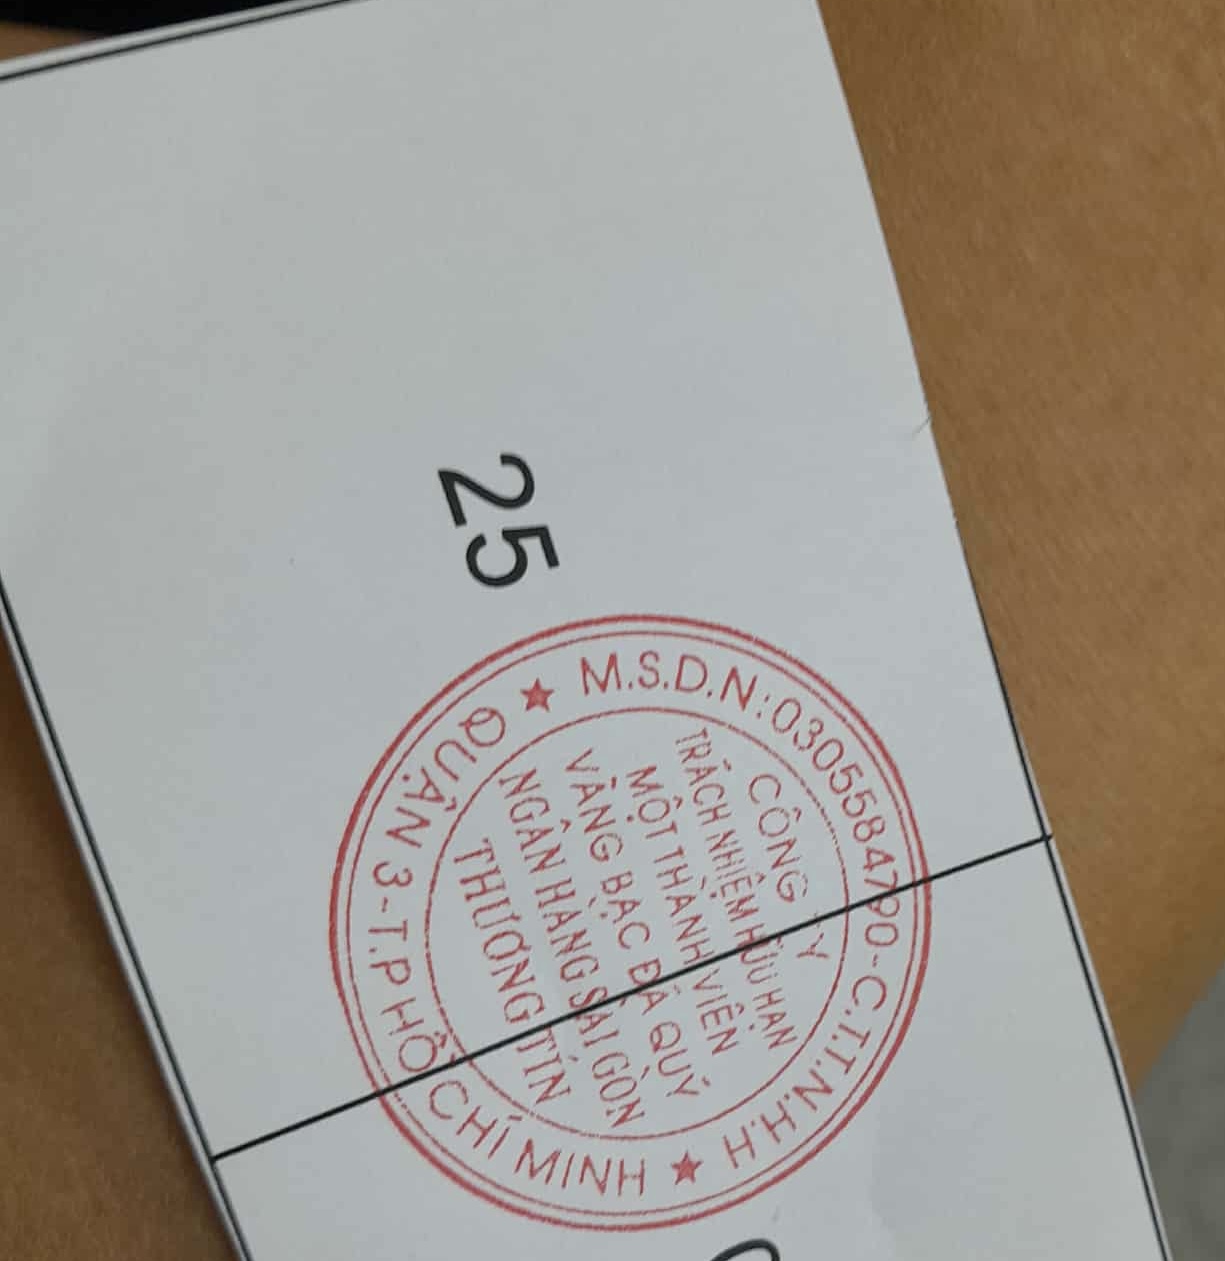 25
M.S.D.N: 0305584790-C.T.T.N.H.H
CÔNG TY
TRÁCH NHIỆM HỮU HẠN
MỘT THÀNH VIÊN
VÀNG BẠC ĐÁ QUÝ
NGÂN HÀNG SÀI GÒN
THƯƠNG TÍN
QUẬN 3-T.P HỒ CHÍ MINH